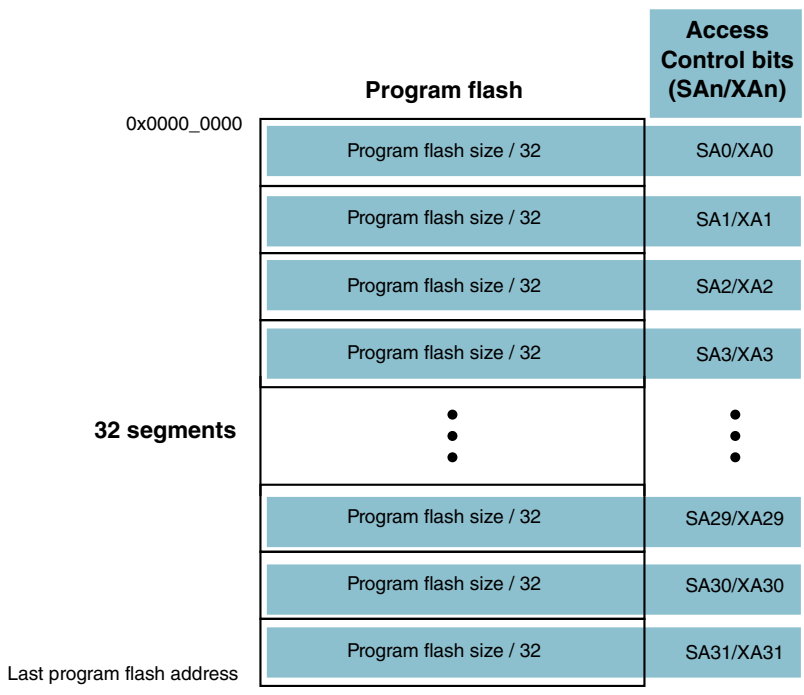 Access
Control bits
(SAn/XAn)
Program flash
0x0000_0000
Program flash size / 32 SA0/XA0
Program flash size / 32 SA1/XA1
Program flash size / 32 SA2/XA2
Program flash size / 32 SA3/XA3
32 segments
Program flash size / 32 SA29/XA29
Program flash size / 32 SA30/XA30
Program flash size / 32 SA31/XA31
Last program flash address